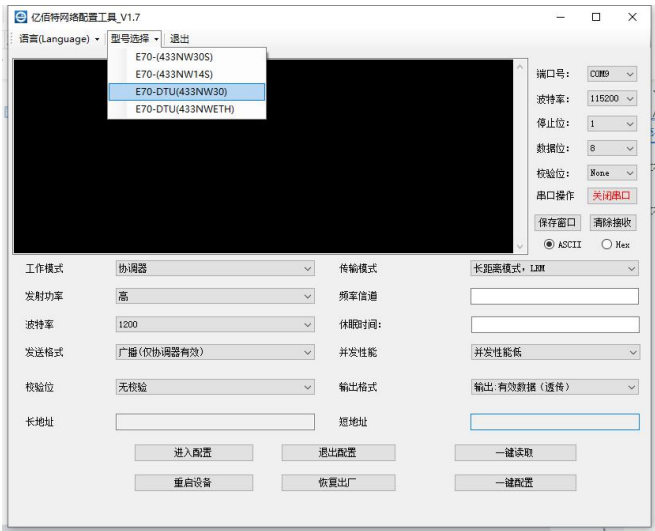 亿佰特网络配置工具_V1.7
语言(Language) 型号选择 退出
E70-(433NW30S)
E70-(433NW14S)
E70-DTU(433NW30)
E70-DTU(433NWETH)
端口号: COM9
波特率: 115200
停止位: 1
数据位: 8
校验位: None
串口操作 关闭串口
保存窗口 清除接收
ASCII Hex
工作模式 协调器 传输模式 长距离模式，LRM
发射功率 高 频率信道
波特率 1200 休眠时间:
发送格式 广播(仅协调器有效) 并发性能 并发性能低
校验位 无校验 输出格式 输出:有效数据（透传）
长地址 短地址
进入配置 退出配置 一键读取
重启设备 恢复出厂 一键配置